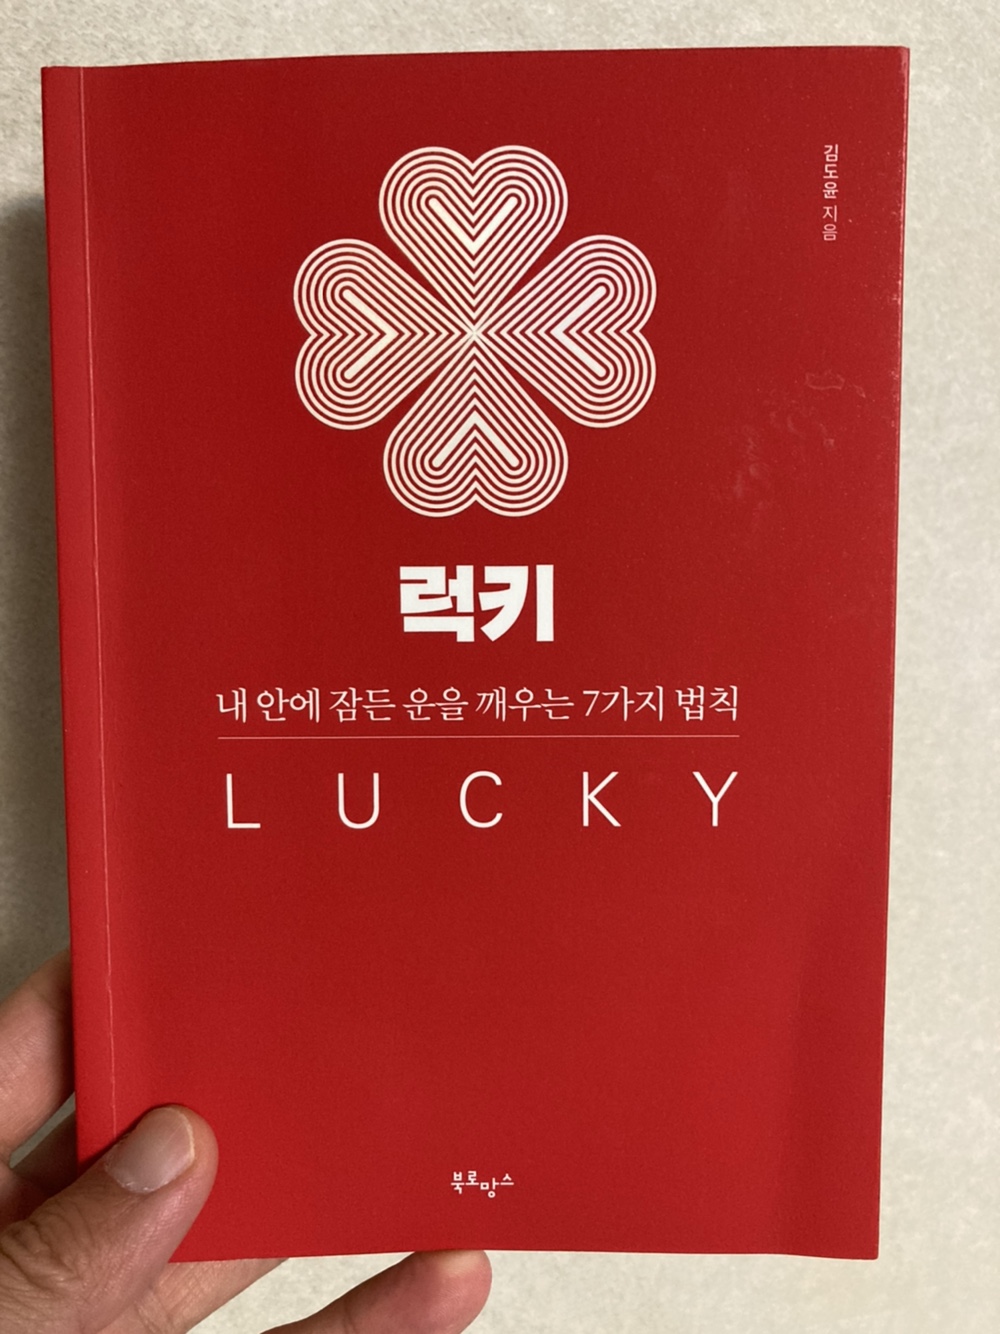 김도윤 지음
럭키
내 안에 잠든 운을 깨우는 7가지 법칙
LUCKY
북로망스